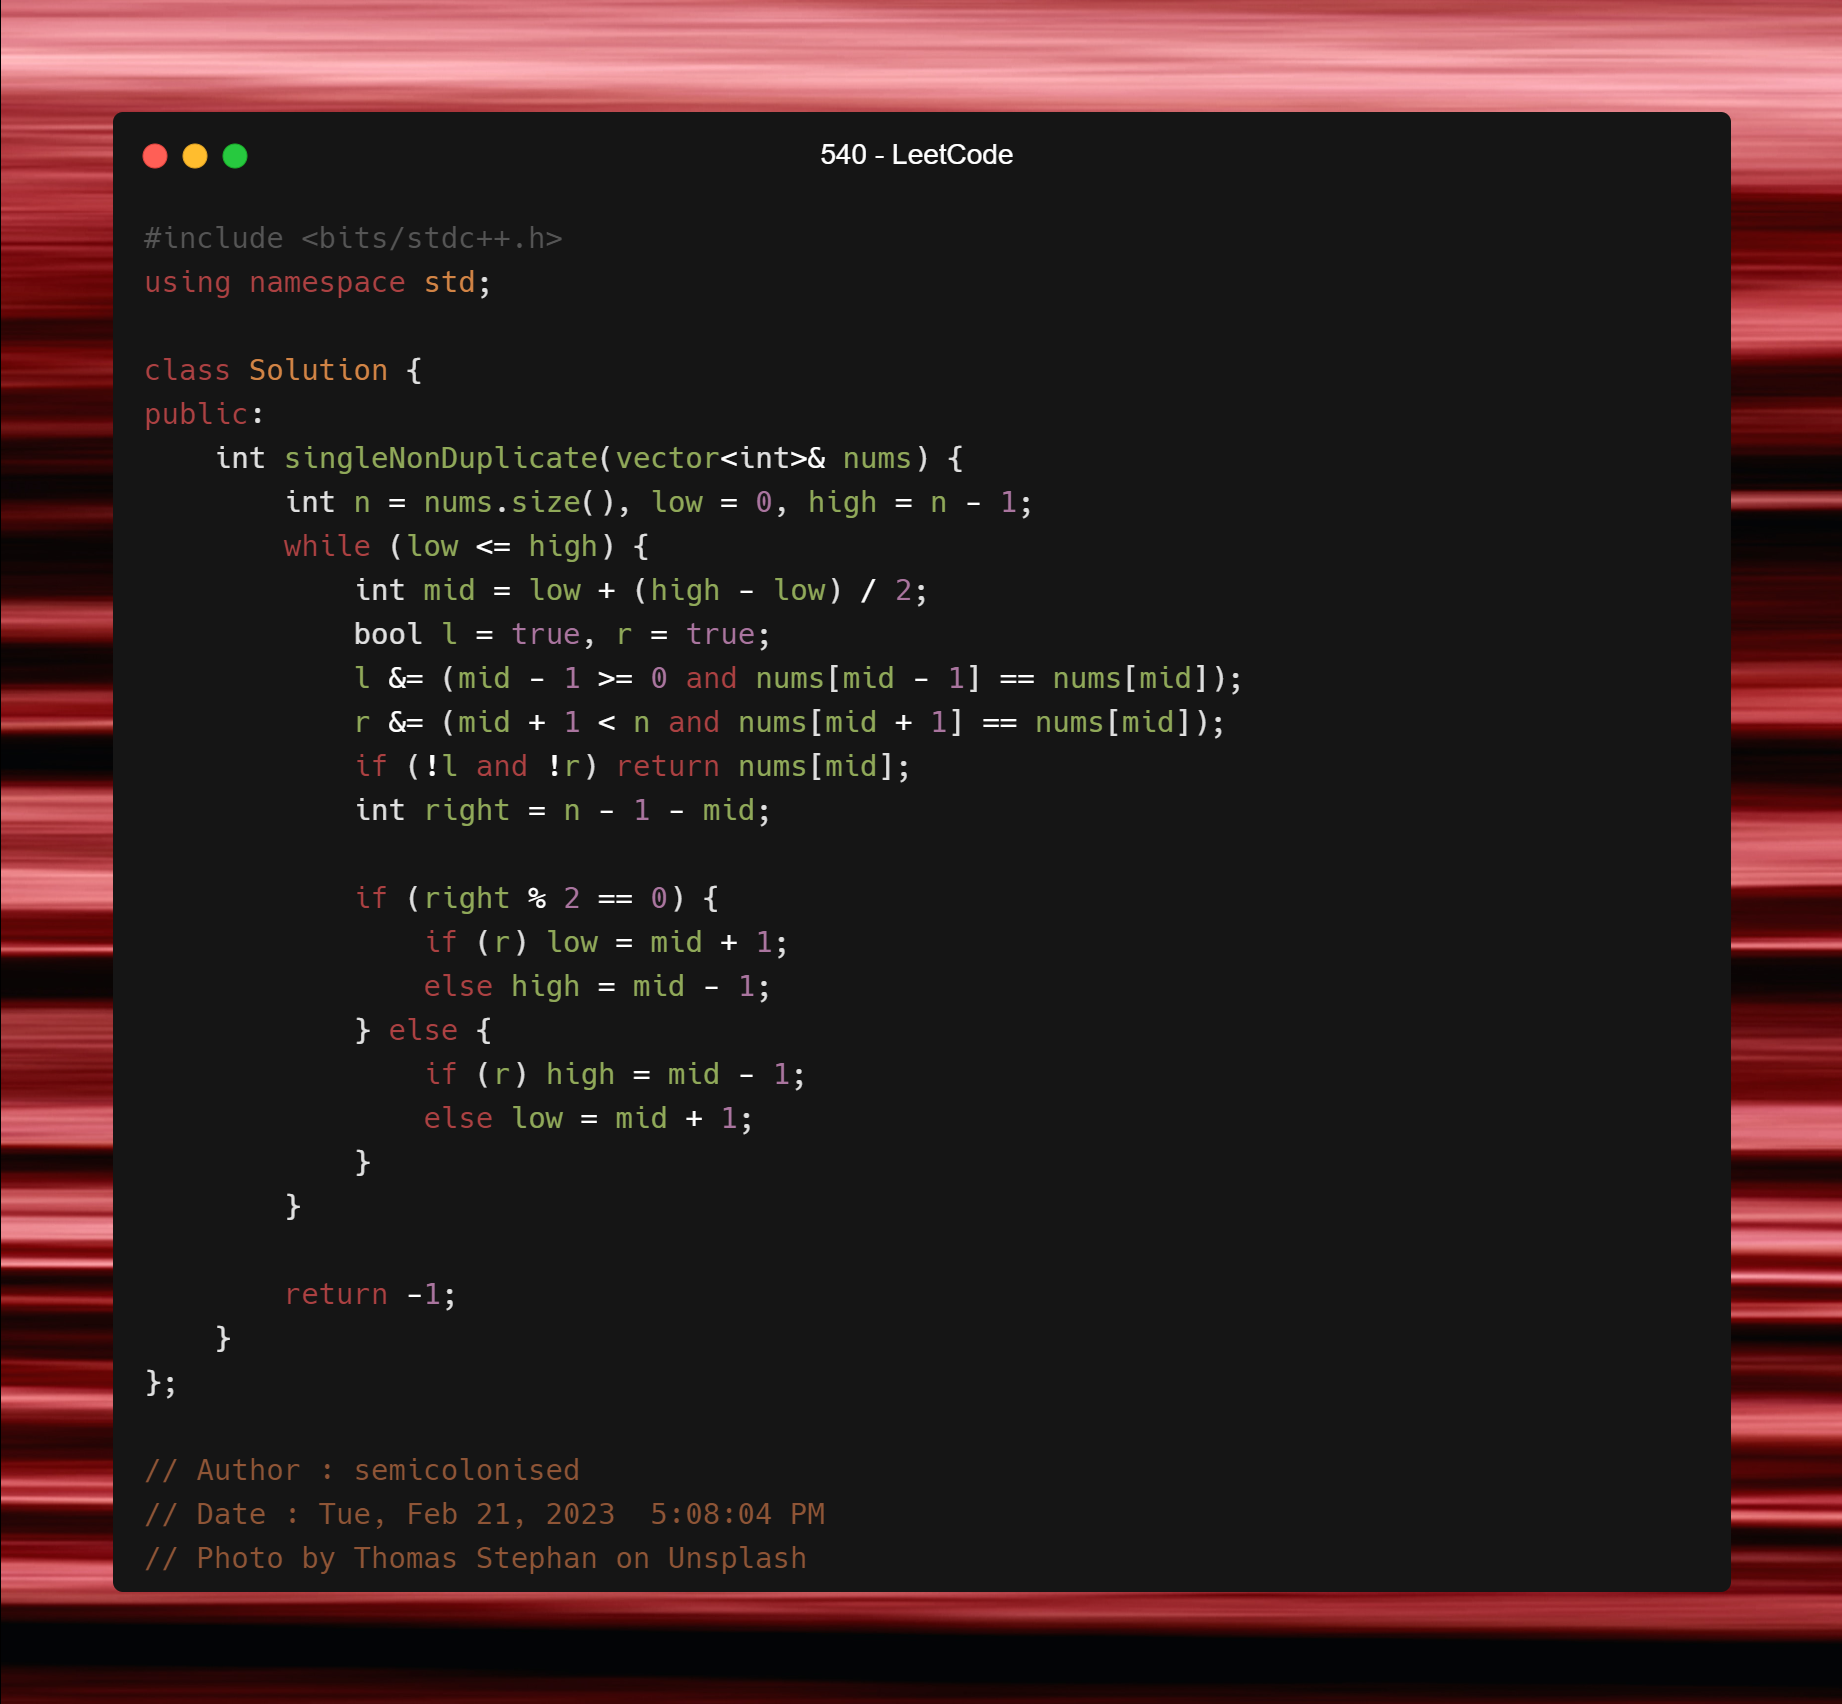 540 - LeetCode
#include <bits/stdc++.h>
using namespace std;
class Solution {
public:
    int singleNonDuplicate(vector<int>& nums) {
        int n = nums.size(), low = 0, high = n - 1;
        while (low <= high) {
            int mid = low + (high - low) / 2;
            bool l = true, r = true;
            l &= (mid - 1 >= 0 and nums[mid - 1] == nums[mid]);
            r &= (mid + 1 < n and nums[mid + 1] == nums[mid]);
            if (!l and !r) return nums[mid];
            int right = n - 1 - mid;
            if (right % 2 == 0) {
                if (r) low = mid + 1;
                else high = mid - 1;
            } else {
                if (r) high = mid - 1;
                else low = mid + 1;
            }
        }
        return -1;
    }
};
// Author : semicolonised
// Date : Tue, Feb 21, 2023  5:08:04 PM
// Photo by Thomas Stephan on Unsplash